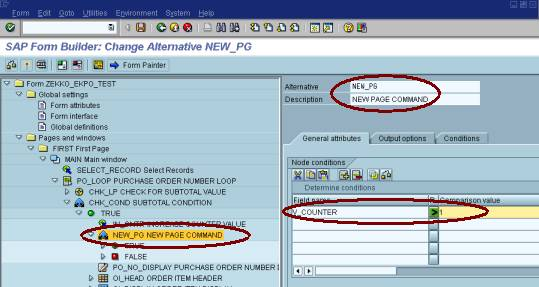 Form Edit Goto Utilities Environment System Help
SAP Form Builder: Change Alternative NEW_PG
Form Painter
Form ZEKKO_EKPO_TEST
Global settings
Form attributes
Form interface
Global definitions
Pages and windows
FIRST First Page
MAIN Main window
SELECT_RECORD Select Records
PO_LOOP PURCHASE ORDER NUMBER LOOP
CHK_LP CHECK FOR SUBTOTAL VALUE
CHK_COND SUBTOTAL CONDITION
TRUE
INCREASE COUNTER VALUE
NEW_PG NEW PAGE COMMAND
TRUE
FALSE
PO_NO_DISPLAY PURCHASE ORDER NUMBER
OI_HEAD ORDER ITEM HEADER
Alternative NEW_PG
Description NEW PAGE COMMAND
General attributes Output options Conditions
Node conditions
Determine conditions
Field name R Comparison value
V_COUNTER > 1